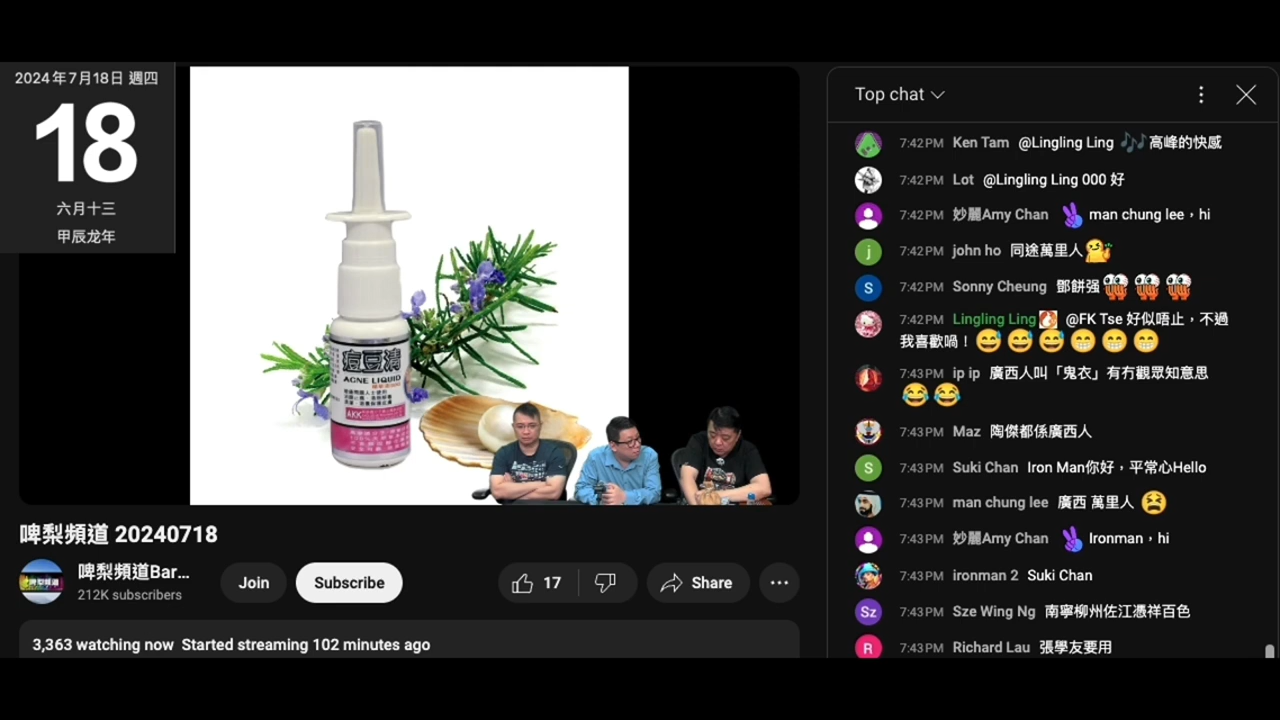 2024年7月18日 週四
18
六月十三
甲辰龙年
痘豆清
ACNE LIQUID
AKK
啤梨頻道 20240718
啤梨頻道Bar...
212K subscribers
Join
Subscribe
17
Share
3,363 watching now Started streaming 102 minutes ago
Top chat
7:42 PM Ken Tam @Lingling Ling 🎶高峰的快感
7:42 PM Lot @Lingling Ling 000 好
7:42 PM 妙麗Amy Chan man chung lee，hi
7:42 PM john ho 同途萬里人
7:42 PM Sonny Cheung 鄧餅强
7:42 PM Lingling Ling @FK Tse 好似唔止，不過
我喜歡喎！😅😅😅😁😁😁
7:43 PM ip ip 廣西人叫「鬼衣」有冇觀眾知意思
😂😂
7:43 PM Maz 陶傑都係廣西人
7:43 PM Suki Chan Iron Man你好，平常心Hello
7:43 PM man chung lee 廣西 萬里人 😫
7:43 PM 妙麗Amy Chan Ironman，hi
7:43 PM ironman 2 Suki Chan
7:43 PM Sze Wing Ng 南寧柳州佐江憑祥百色
7:43 PM Richard Lau 張學友要用
j
S
S
Sz
R